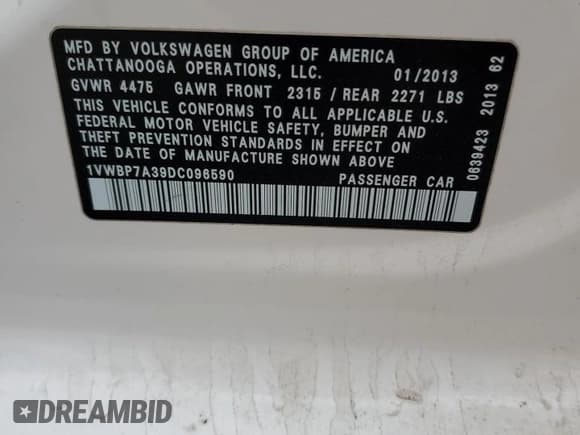 MFD BY VOLKSWAGEN GROUP OF AMERICA
CHATTANOOGA OPERATIONS, LLC. 01/2013
GVWR 4475 GAWR FRONT 2315 / REAR 2271 LBS
THIS VEHICLE CONFORMS TO ALL APPLICABLE U.S.
FEDERAL MOTOR VEHICLE SAFETY, BUMPER AND
THEFT PREVENTION STANDARDS IN EFFECT ON
THE DATE OF MANUFACTURE SHOWN ABOVE
1VWBP7A39DC096590 PASSENGER CAR
0639423 2013 62
DREAMBID